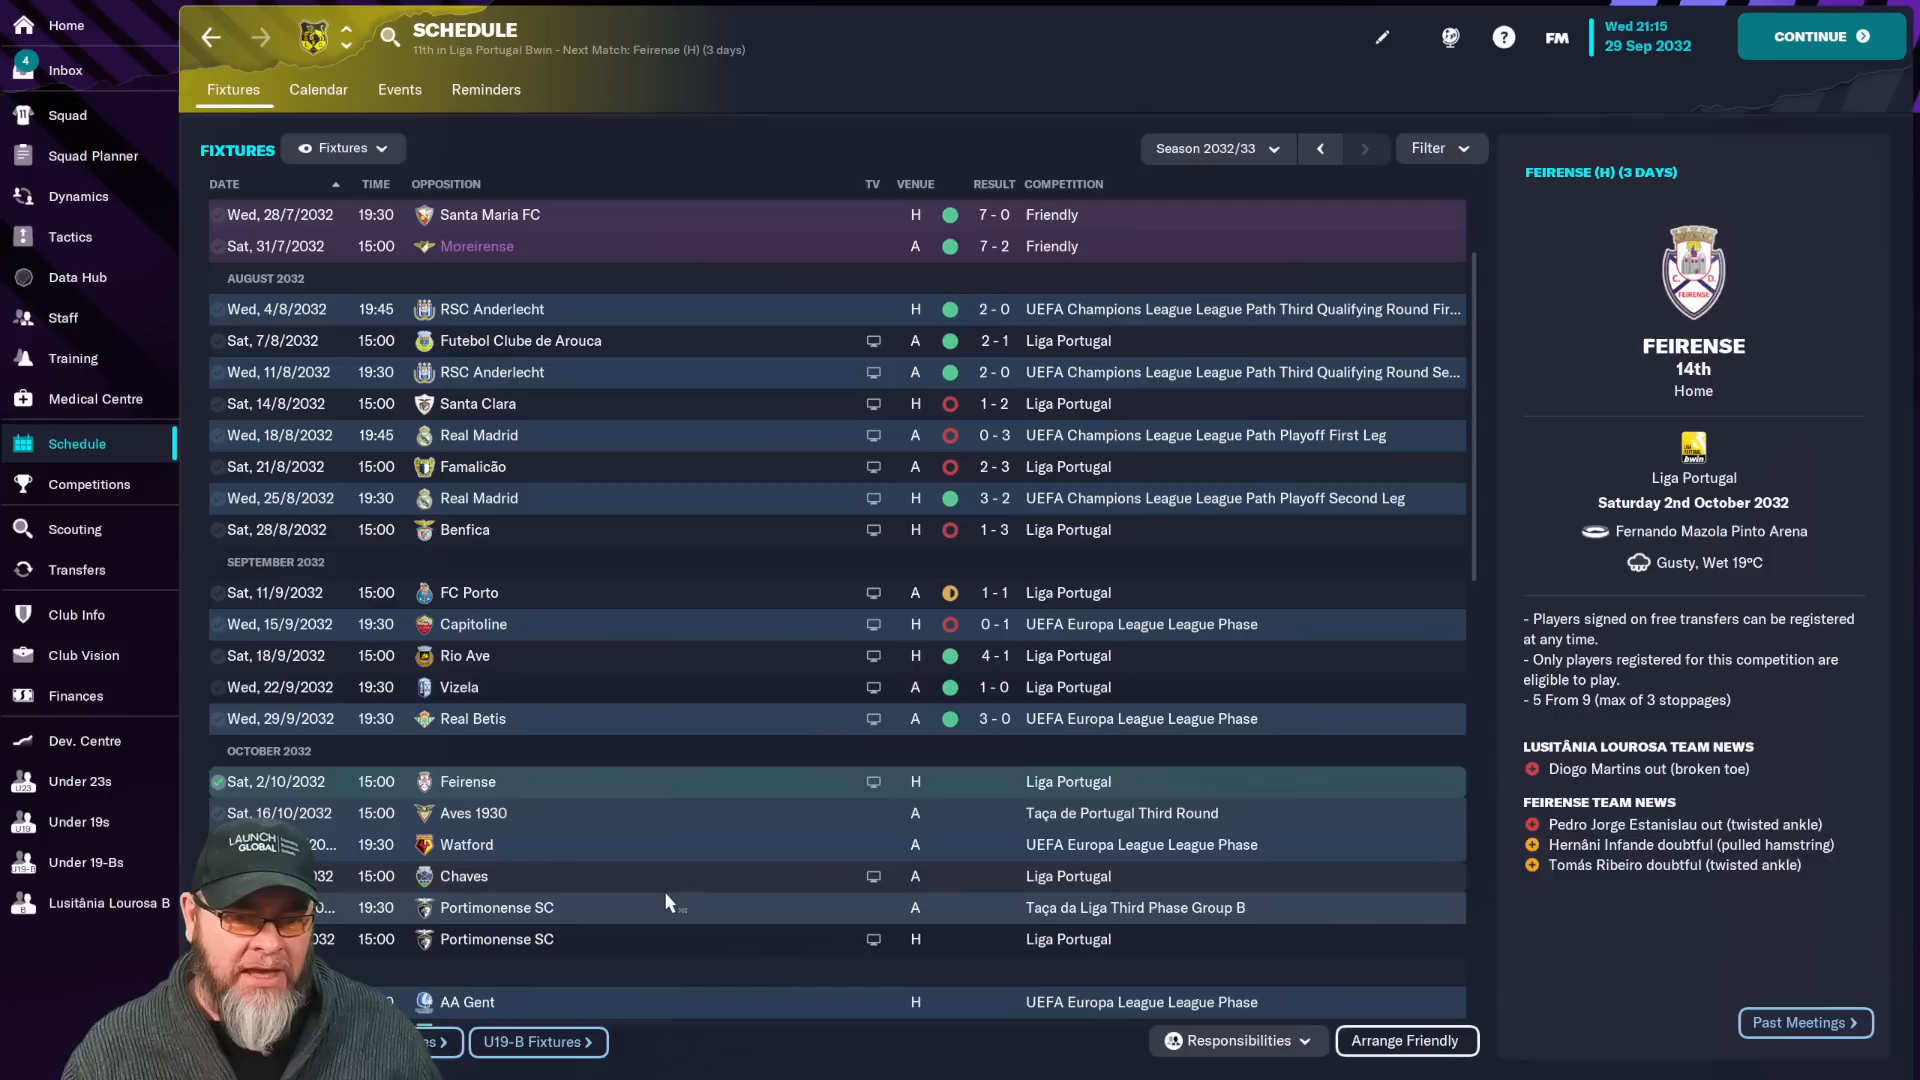 Home
4
Inbox
Squad
Squad Planner
Dynamics
Tactics
Data Hub
Staff
Training
Medical Centre
Schedule
Competitions
Scouting
Transfers
Club Info
Club Vision
Finances
Dev. Centre
Under 23s
Under 19s
Under 19-Bs
Lusitânia Lourosa B
SCHEDULE
11th in Liga Portugal Bwin - Next Match: Feirense (H) (3 days)
FM
Wed 21:15
29 Sep 2032
CONTINUE
Fixtures Calendar Events Reminders
FIXTURES Fixtures Season 2032/33 Filter
DATE TIME OPPOSITION TV VENUE RESULT COMPETITION
Wed, 28/7/2032 19:30 Santa Maria FC H 7 - 0 Friendly
Sat, 31/7/2032 15:00 Moreirense A 7 - 2 Friendly
AUGUST 2032
Wed, 4/8/2032 19:45 RSC Anderlecht H 2 - 0 UEFA Champions League League Path Third Qualifying Round Fir...
Sat, 7/8/2032 15:00 Futebol Clube de Arouca A 2 - 1 Liga Portugal
Wed, 11/8/2032 19:30 RSC Anderlecht A 2 - 0 UEFA Champions League League Path Third Qualifying Round Se...
Sat, 14/8/2032 15:00 Santa Clara H 1 - 2 Liga Portugal
Wed, 18/8/2032 19:45 Real Madrid A 0 - 3 UEFA Champions League League Path Playoff First Leg
Sat, 21/8/2032 15:00 Famalicão A 2 - 3 Liga Portugal
Wed, 25/8/2032 19:30 Real Madrid H 3 - 2 UEFA Champions League League Path Playoff Second Leg
Sat, 28/8/2032 15:00 Benfica H 1 - 3 Liga Portugal
SEPTEMBER 2032
Sat, 11/9/2032 15:00 FC Porto A 1 - 1 Liga Portugal
Wed, 15/9/2032 19:30 Capitoline H 0 - 1 UEFA Europa League League Phase
Sat, 18/9/2032 15:00 Rio Ave H 4 - 1 Liga Portugal
Wed, 22/9/2032 19:30 Vizela A 1 - 0 Liga Portugal
Wed, 29/9/2032 19:30 Real Betis A 3 - 0 UEFA Europa League League Phase
OCTOBER 2032
Sat, 2/10/2032 15:00 Feirense H Liga Portugal
Sat, 16/10/2032 15:00 Aves 1930 A Taça de Portugal Third Round
20... 19:30 Watford A UEFA Europa League League Phase
032 15:00 Chaves A Liga Portugal
0... 19:30 Portimonense SC A Taça da Liga Third Phase Group B
032 15:00 Portimonense SC H Liga Portugal
AA Gent H UEFA Europa League League Phase
U19-B Fixtures Responsibilities Arrange Friendly
LAUNCH
GLOBAL
FEIRENSE (H) (3 DAYS)
C. D.
FEIRENSE
FEIRENSE
14th
Home
bwin
Liga Portugal
Saturday 2nd October 2032
Fernando Mazola Pinto Arena
Gusty, Wet 19ºC
- Players signed on free transfers can be registered
at any time.
- Only players registered for this competition are
eligible to play.
- 5 From 9 (max of 3 stoppages)
LUSITÂNIA LOUROSA TEAM NEWS
Diogo Martins out (broken toe)
FEIRENSE TEAM NEWS
Pedro Jorge Estanislau out (twisted ankle)
Hernâni Infande doubtful (pulled hamstring)
Tomás Ribeiro doubtful (twisted ankle)
Past Meetings